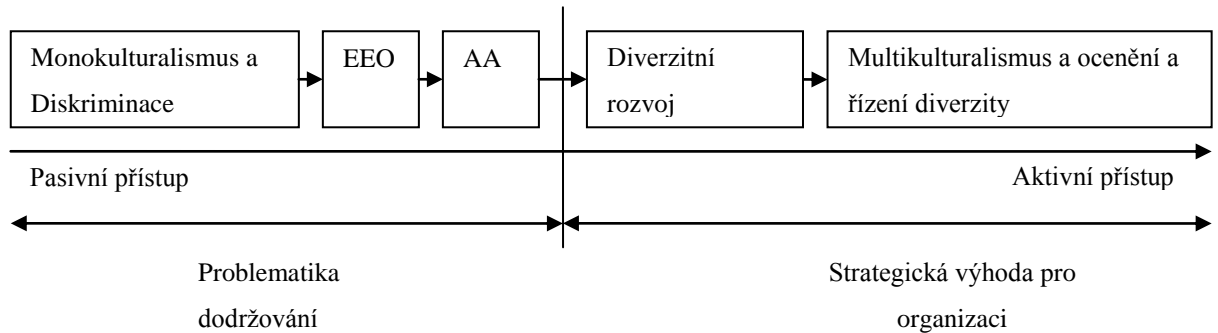 Monokulturalismus a
Diskriminace
EEO
AA
Diverzitní
rozvoj
Multikulturalismus a ocenění a
řízení diverzity
Pasivní přístup
Aktivní přístup
Problematika
dodržování
Strategická výhoda pro
organizaci